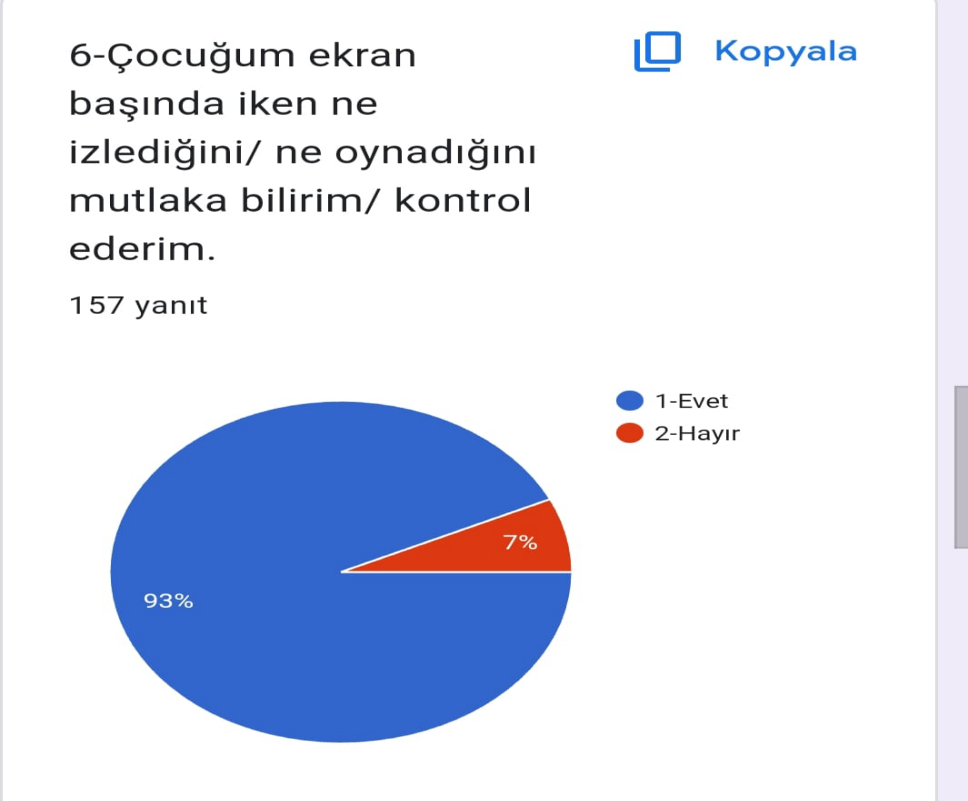 6-Çocuğum ekran
başında iken ne
izlediğini/ ne oynadığını
mutlaka bilirim/ kontrol
ederim.
Kopyala
157 yanıt
1-Evet
2-Hayır
7%
93%